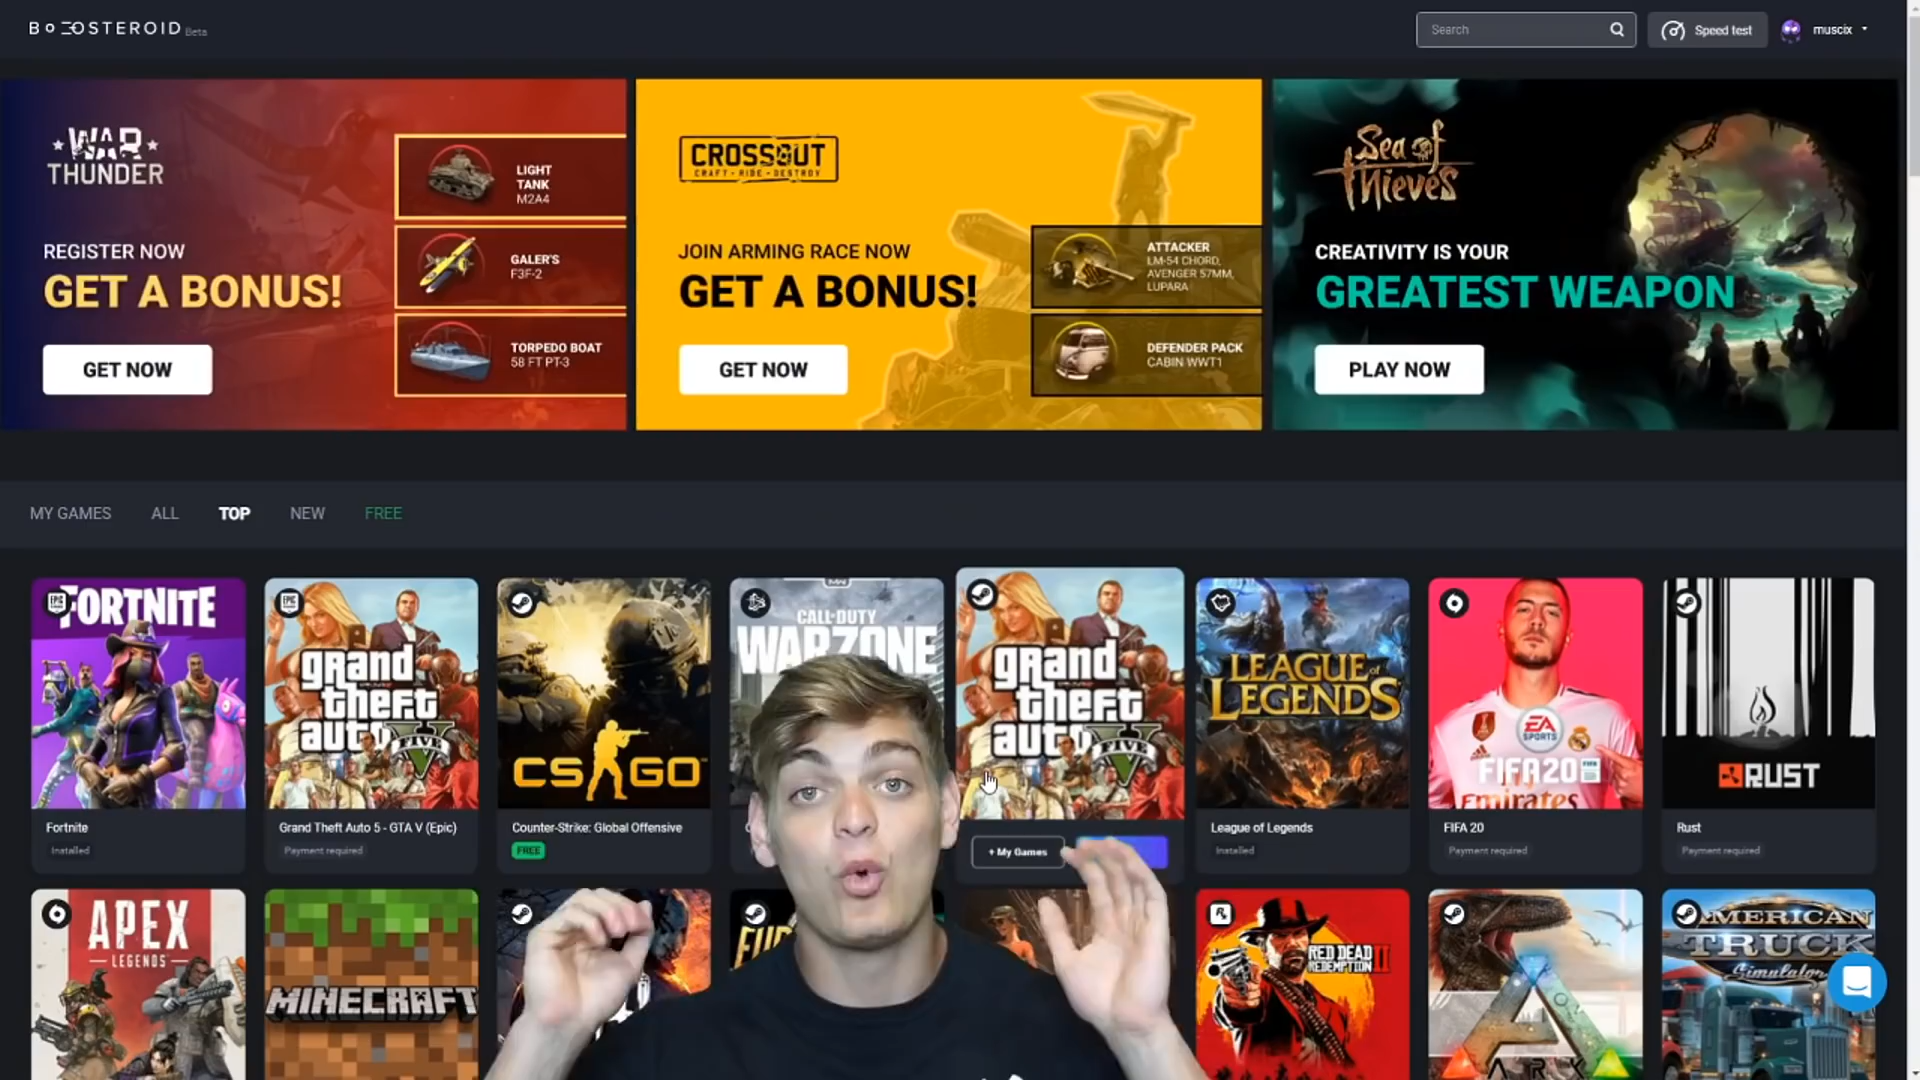 BOOSTEROID Beta
Search
Speed test
muscix
WAR
THUNDER
REGISTER NOW
GET A BONUS!
GET NOW
LIGHT
TANK
M2A4
GALER'S
F3F-2
TORPEDO BOAT
58 FT PT-3
CROSSOUT
CRAFT • RIDE • DESTROY
JOIN ARMING RACE NOW
GET A BONUS!
GET NOW
ATTACKER
LM-54 CHORD,
AVENGER 57MM,
LUPARA
DEFENDER PACK
CABIN WWT1
Sea of
Thieves
CREATIVITY IS YOUR
GREATEST WEAPON
PLAY NOW
MY GAMES
ALL
TOP
NEW
FREE
EPIC
FORTNITE
Fortnite
Installed
EPIC
grand
theft
auto
FIVE
Grand Theft Auto 5 - GTA V (Epic)
Payment required
CS GO
Counter-Strike: Global Offensive
FREE
CALL OF DUTY
WARZONE
grand
theft
auto
FIVE
+ My Games
LEAGUE of
LEGENDS
League of Legends
Installed
EA
SPORTS
FIFA20
Emirates
FIFA 20
Payment required
RUST
Rust
Payment required
APEX
LEGENDS
MINECRAFT
R
RED DEAD
REDEMPTION II
ARK
AMERICAN
TRUCK
Simulator